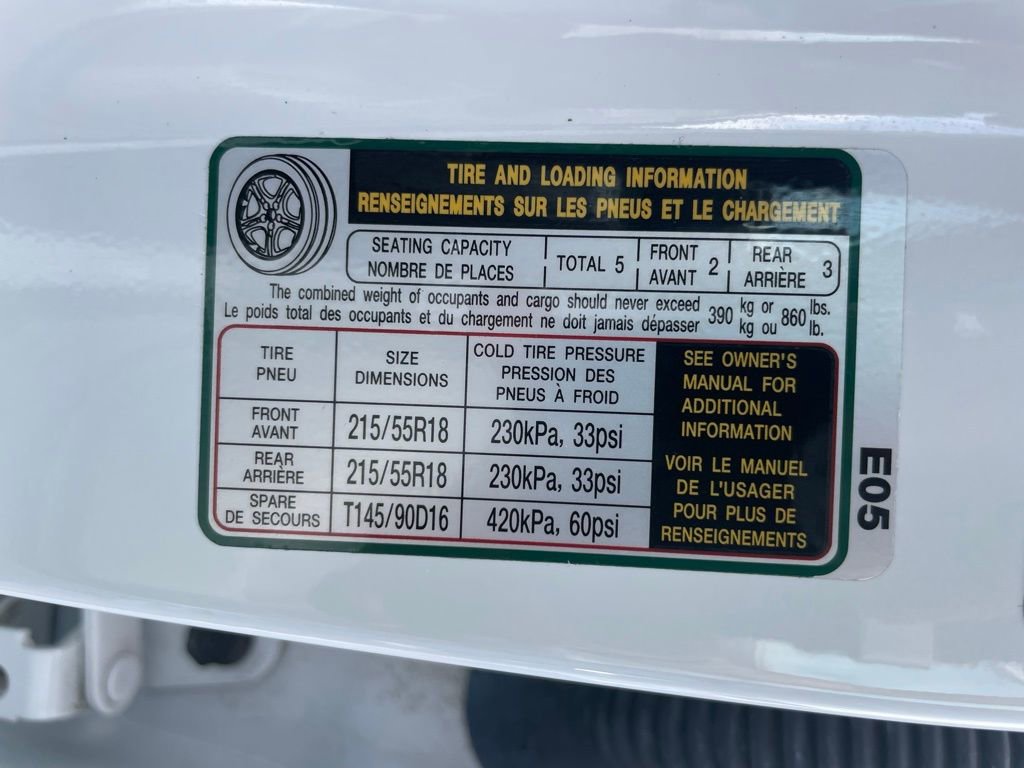 TIRE AND LOADING INFORMATION
RENSEIGNEMENTS SUR LES PNEUS ET LE CHARGEMENT
SEATING CAPACITY
NOMBRE DE PLACES
TOTAL 5
FRONT
AVANT
2
REAR
ARRIÈRE
3
The combined weight of occupants and cargo should never exceed 390 kg or 860 lbs.
Le poids total des occupants et du chargement ne doit jamais dépasser kg ou lb.
TIRE
PNEU
SIZE
DIMENSIONS
COLD TIRE PRESSURE
PRESSION DES
PNEUS À FROID
FRONT
AVANT
215/55R18
230kPa, 33psi
REAR
ARRIÈRE
215/55R18
230kPa, 33psi
SPARE
DE SECOURS
T145/90D16
420kPa, 60psi
SEE OWNER'S
MANUAL FOR
ADDITIONAL
INFORMATION
VOIR LE MANUEL
DE L'USAGER
POUR PLUS DE
RENSEIGNEMENTS
E05